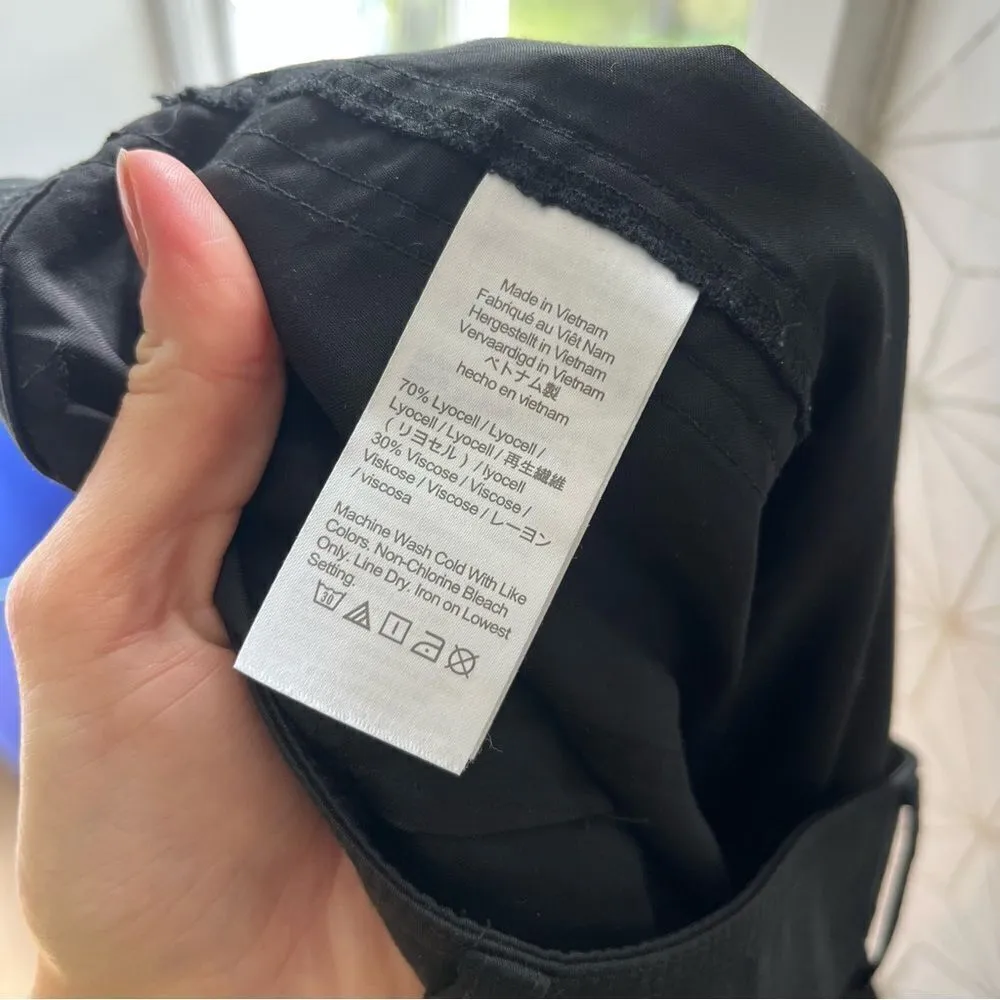 Made in Vietnam
Fabriqué au Viêt Nam
Hergestellt in Vietnam
Vervaardigd in Vietnam
ベトナム製
hecho en vietnam
70% Lyocell / Lyocell /
Lyocell / Lyocell / 再生繊維
( リヨセル ) / lyocell
30% Viscose / Viscose /
Viskose / Viscose / レーヨン
/ viscosa
Machine Wash Cold With Like
Colors. Non-Chlorine Bleach
Only. Line Dry. Iron on Lowest
Setting.
30